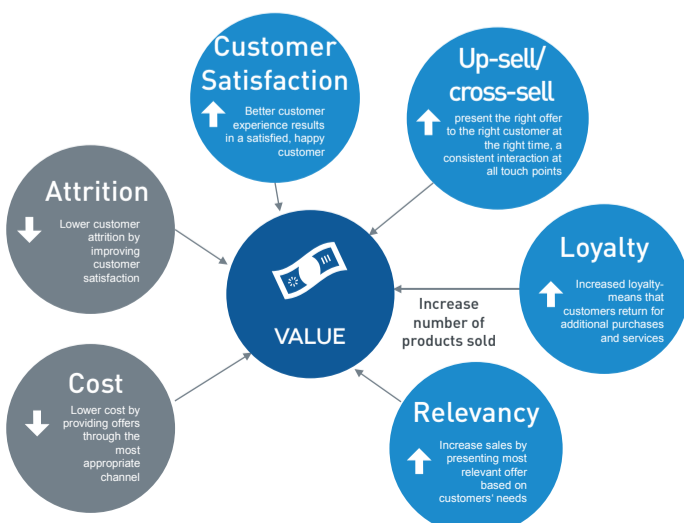 Customer
Satisfaction
Better customer
experience results
in a satisfied, happy
customer
Up-sell/
cross-sell
present the right offer
to the right customer at
the right time, a
consistent interaction at
all touch points
Attrition
Lower customer
attrition by
improving
customer
satisfaction
VALUE
Loyalty
Increased loyalty-
means that
customers return for
additional purchases
and services
Increase
number of
products sold
Cost
Lower cost by
providing offers
through the
most
appropriate
channel
Relevancy
Increase sales by
presenting most
relevant offer
based on
customers' needs